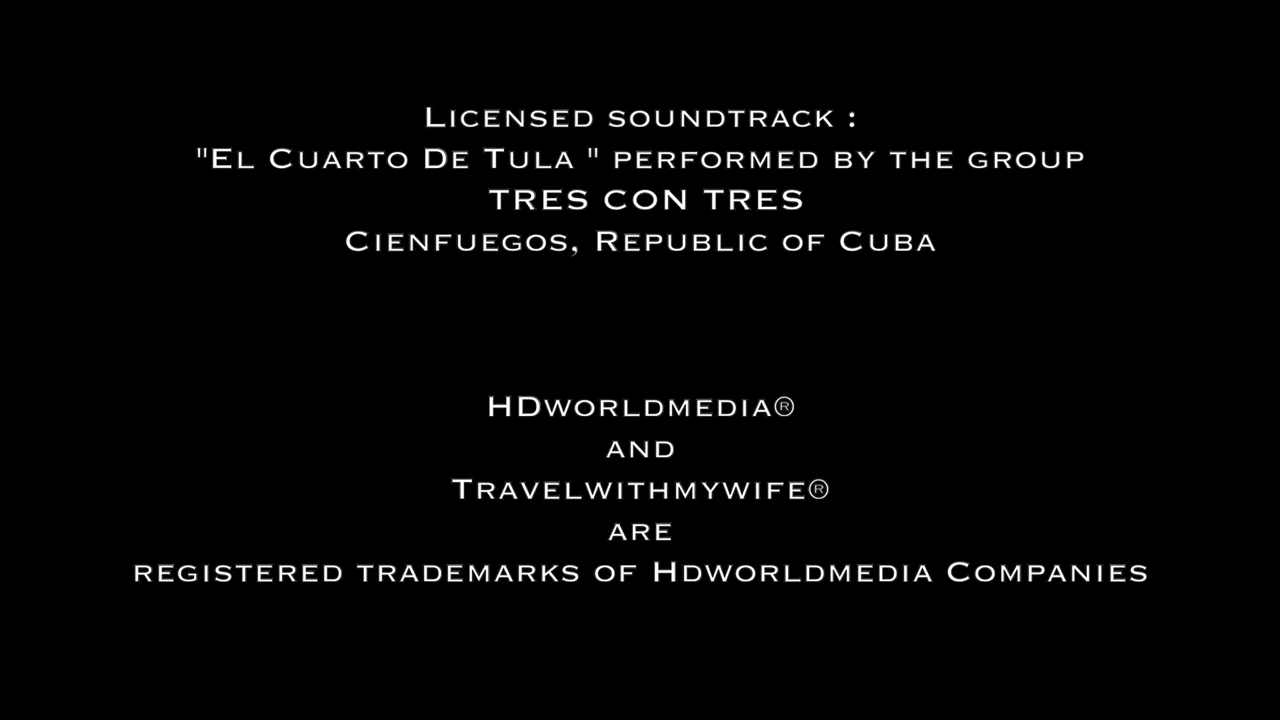 Licensed soundtrack :
"El Cuarto De Tula " performed by the group
TRES CON TRES
Cienfuegos, Republic of Cuba
HDworldmedia®
and
Travelwithmywife®
are
registered trademarks of Hdworldmedia Companies